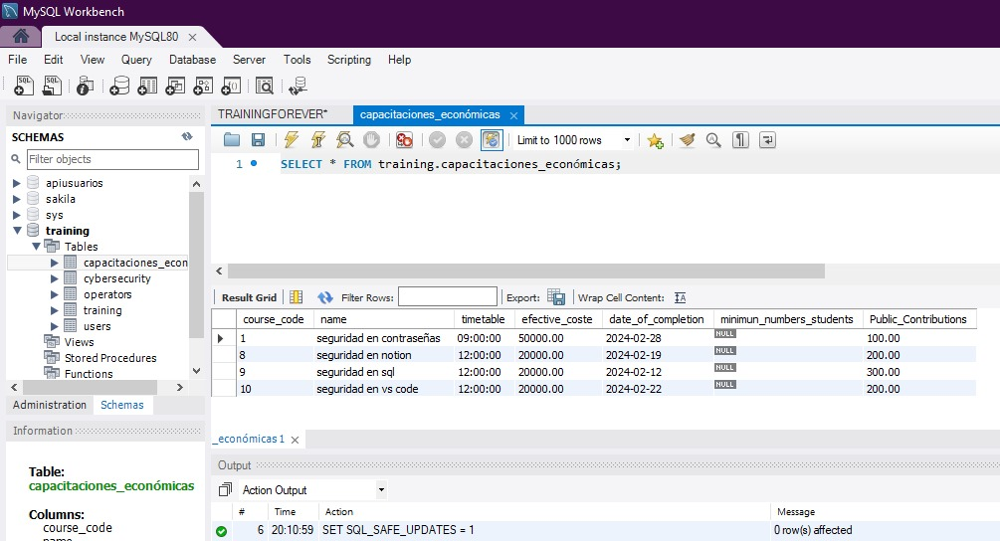 MySQL Workbench
Local instance MySQL80
File Edit View Query Database Server Tools Scripting Help
Navigator
SCHEMAS
Filter objects
apiusuarios
sakila
sys
training
Tables
capacitaciones_econ
cybersecurity
operators
training
users
Views
Stored Procedures
Functions
Administration Schemas
Information
Table:
capacitaciones_económicas
Columns:
course_code
TRAININGFOREVER* capacitaciones_económicas
Limit to 1000 rows
1 SELECT * FROM training.capacitaciones_económicas;
Result Grid Filter Rows: Export: Wrap Cell Content: IA
course_code name timetable efective_coste date_of_completion minimun_numbers_students Public_Contributions
1 seguridad en contraseñas 09:00:00 50000.00 2024-02-28 NULL 100.00
8 seguridad en notion 12:00:00 20000.00 2024-02-19 NULL 200.00
9 seguridad en sql 12:00:00 20000.00 2024-02-12 NULL 300.00
10 seguridad en vs code 12:00:00 20000.00 2024-02-22 NULL 200.00
_económicas 1
Output
Action Output
# Time Action Message
6 20:10:59 SET SQL_SAFE_UPDATES = 1 0 row(s) affected